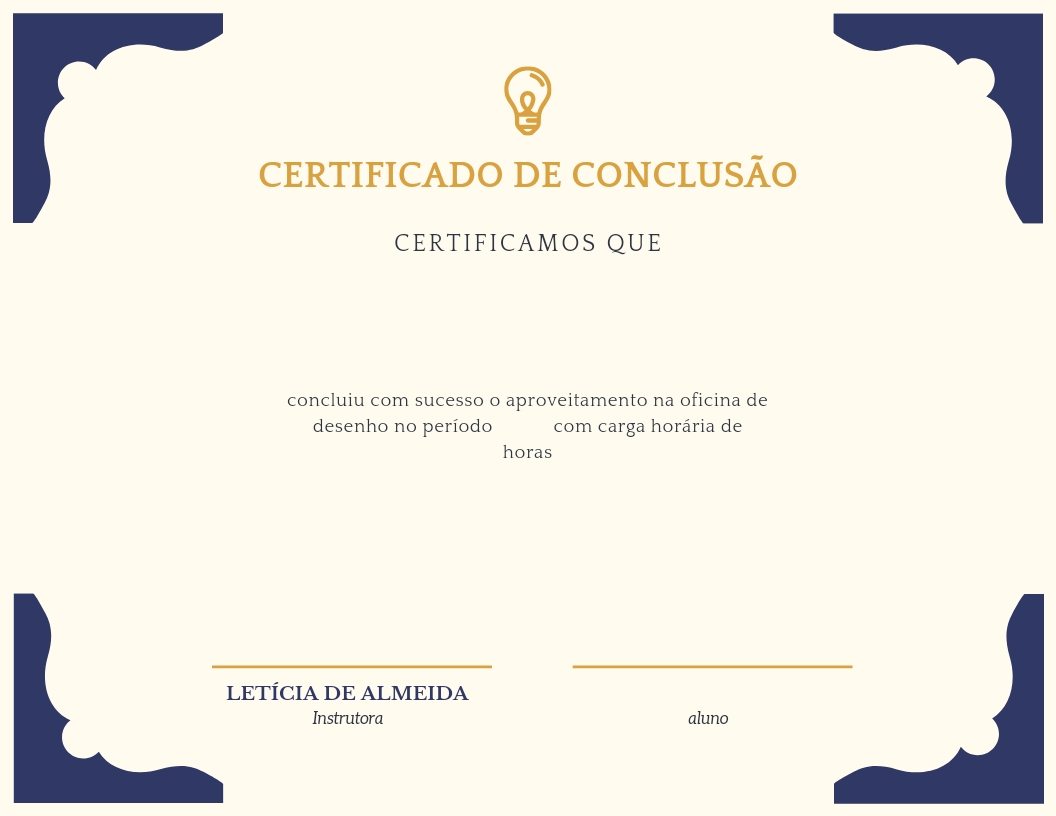 CERTIFICADO DE CONCLUSÃO
CERTIFICAMOS QUE
concluiu com sucesso o aproveitamento na oficina de
desenho no período com carga horária de
horas
LETÍCIA DE ALMEIDA
Instrutora
aluno